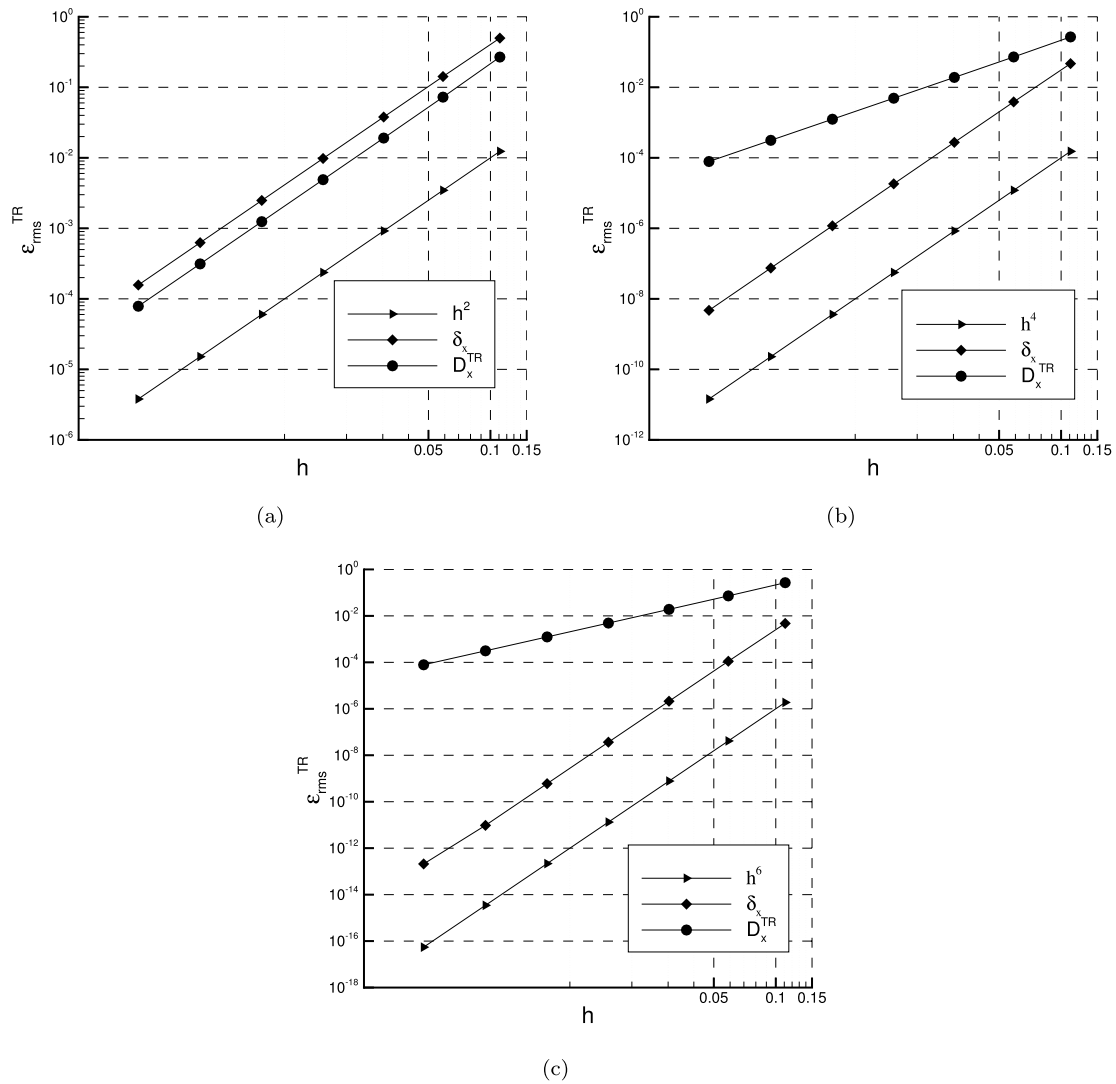 10^0
10^-1
10^-2
10^-3
10^-4
10^-5
10^-6
ε_rms^TR
h^2
δ_x
D_x^TR
0.05 0.1 0.15
h
(a)
10^0
10^-2
10^-4
10^-6
10^-8
10^-10
10^-12
ε_rms^TR
h^4
δ_x
D_x^TR
0.05 0.1 0.15
h
(b)
10^0
10^-2
10^-4
10^-6
10^-8
10^-10
10^-12
10^-14
10^-16
10^-18
ε_rms^TR
h^6
δ_x
D_x^TR
0.05 0.1 0.15
h
(c)